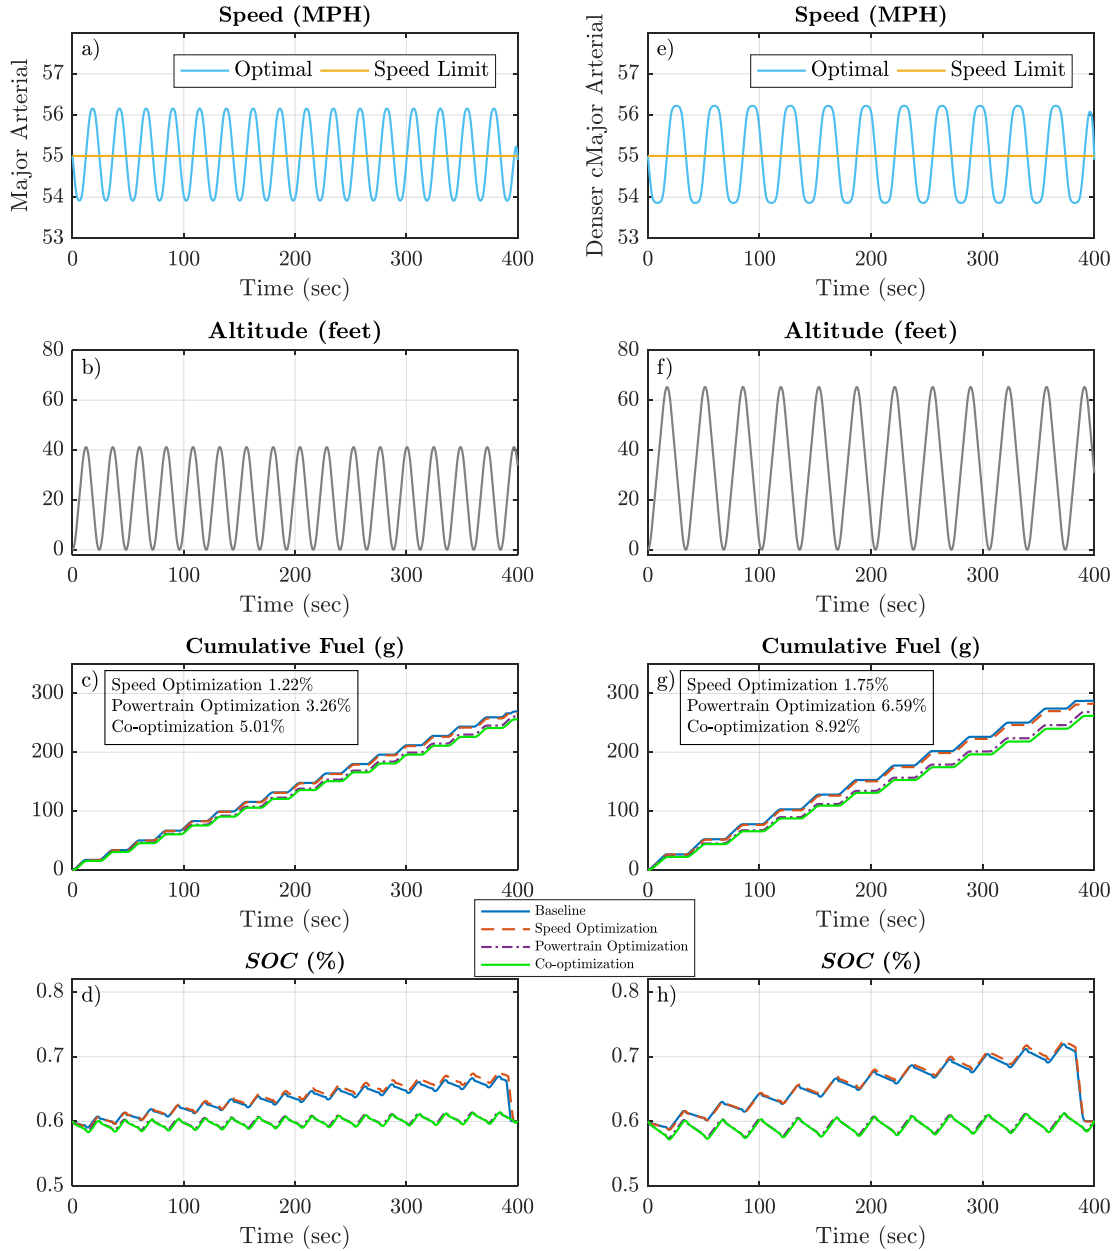 Speed (MPH)
a)
Optimal
Speed Limit
Major Arterial
57
56
55
54
53
0
100
200
300
400
Time (sec)
Speed (MPH)
e)
Optimal
Speed Limit
Denser cMajor Arterial
57
56
55
54
53
0
100
200
300
400
Time (sec)
Altitude (feet)
b)
80
60
40
20
0
0
100
200
300
400
Time (sec)
Altitude (feet)
f)
80
60
40
20
0
0
100
200
300
400
Time (sec)
Cumulative Fuel (g)
c)
Speed Optimization 1.22%
Powertrain Optimization 3.26%
Co-optimization 5.01%
300
200
100
0
0
100
200
300
400
Time (sec)
Cumulative Fuel (g)
g)
Speed Optimization 1.75%
Powertrain Optimization 6.59%
Co-optimization 8.92%
300
200
100
0
0
100
200
300
400
Time (sec)
Baseline
Speed Optimization
Powertrain Optimization
Co-optimization
SOC (%)
d)
0.8
0.7
0.6
0.5
0
100
200
300
400
Time (sec)
SOC (%)
h)
0.8
0.7
0.6
0.5
0
100
200
300
400
Time (sec)